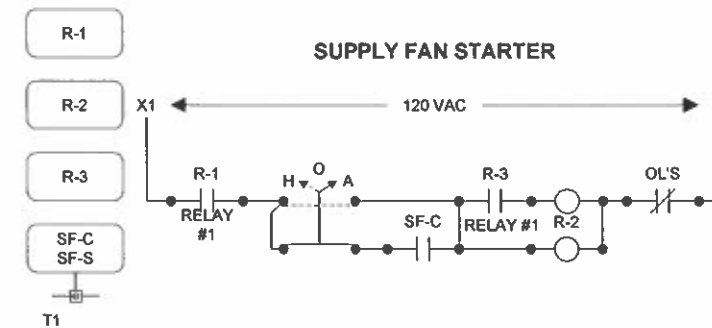 R-1
SUPPLY FAN STARTER
R-2
X1
120 VAC
R-3
R-1
H
O
A
R-3
OL'S
RELAY
#1
SF-C
RELAY #1
R-2
SF-C
SF-S
T1